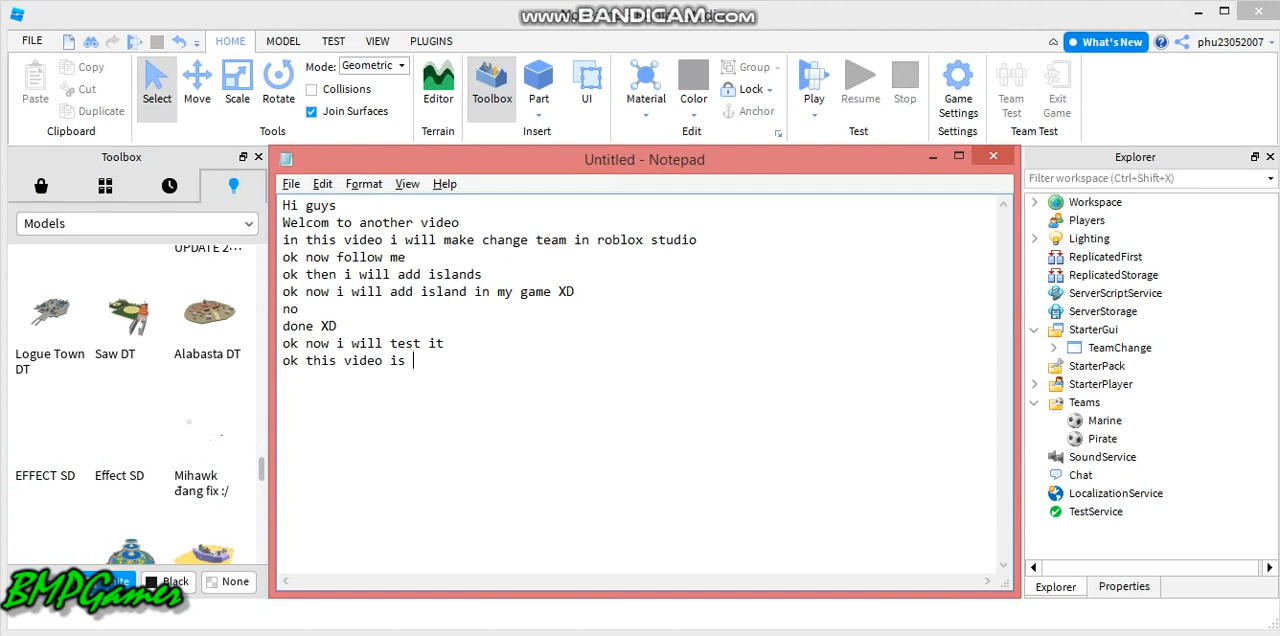 www.BANDICAM.com
FILE
HOME
MODEL
TEST
VIEW
PLUGINS
What's New
phu23052007
Paste
Copy
Cut
Duplicate
Clipboard
Select
Move
Scale
Rotate
Mode: Geometric
Collisions
Join Surfaces
Tools
Editor
Terrain
Toolbox
Part
UI
Insert
Material
Color
Group
Lock
Anchor
Edit
Play
Resume
Stop
Test
Game
Settings
Settings
Team
Test
Exit
Game
Team Test
Toolbox
Models
UPDATE 2...
Logue Town
DT
Saw DT
Alabasta DT
EFFECT SD
Effect SD
Mihawk
đang fix :/
Black
None
BMPGamer
Untitled - Notepad
File Edit Format View Help
Hi guys
Welcom to another video
in this video i will make change team in roblox studio
ok now follow me
ok then i will add islands
ok now i will add island in my game XD
no
done XD
ok now i will test it
ok this video is
Explorer
Filter workspace (Ctrl+Shift+X)
Workspace
Players
Lighting
ReplicatedFirst
ReplicatedStorage
ServerScriptService
ServerStorage
StarterGui
TeamChange
StarterPack
StarterPlayer
Teams
Marine
Pirate
SoundService
Chat
LocalizationService
TestService
Explorer
Properties